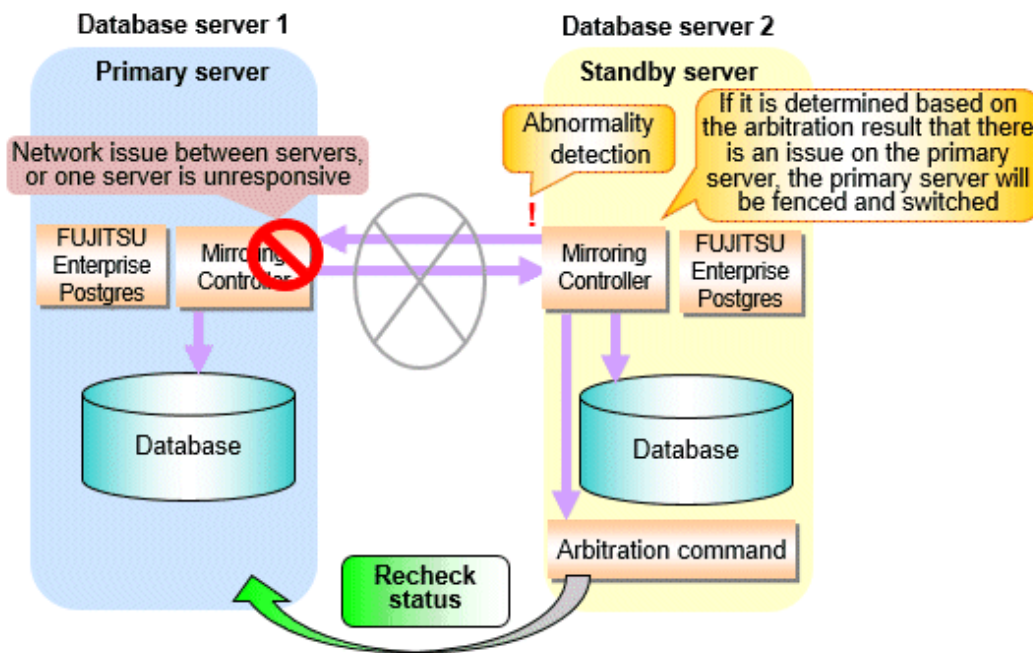 Database server 1
Primary server
Network issue between servers,
or one server is unresponsive
FUJITSU
Enterprise
Postgres
Mirroring
Controller
Database
Database server 2
Standby server
Abnormality
detection
!
If it is determined based on
the arbitration result that there
is an issue on the primary
server, the primary server will
be fenced and switched
Mirroring
Controller
FUJITSU
Enterprise
Postgres
Database
Arbitration command
Recheck
status